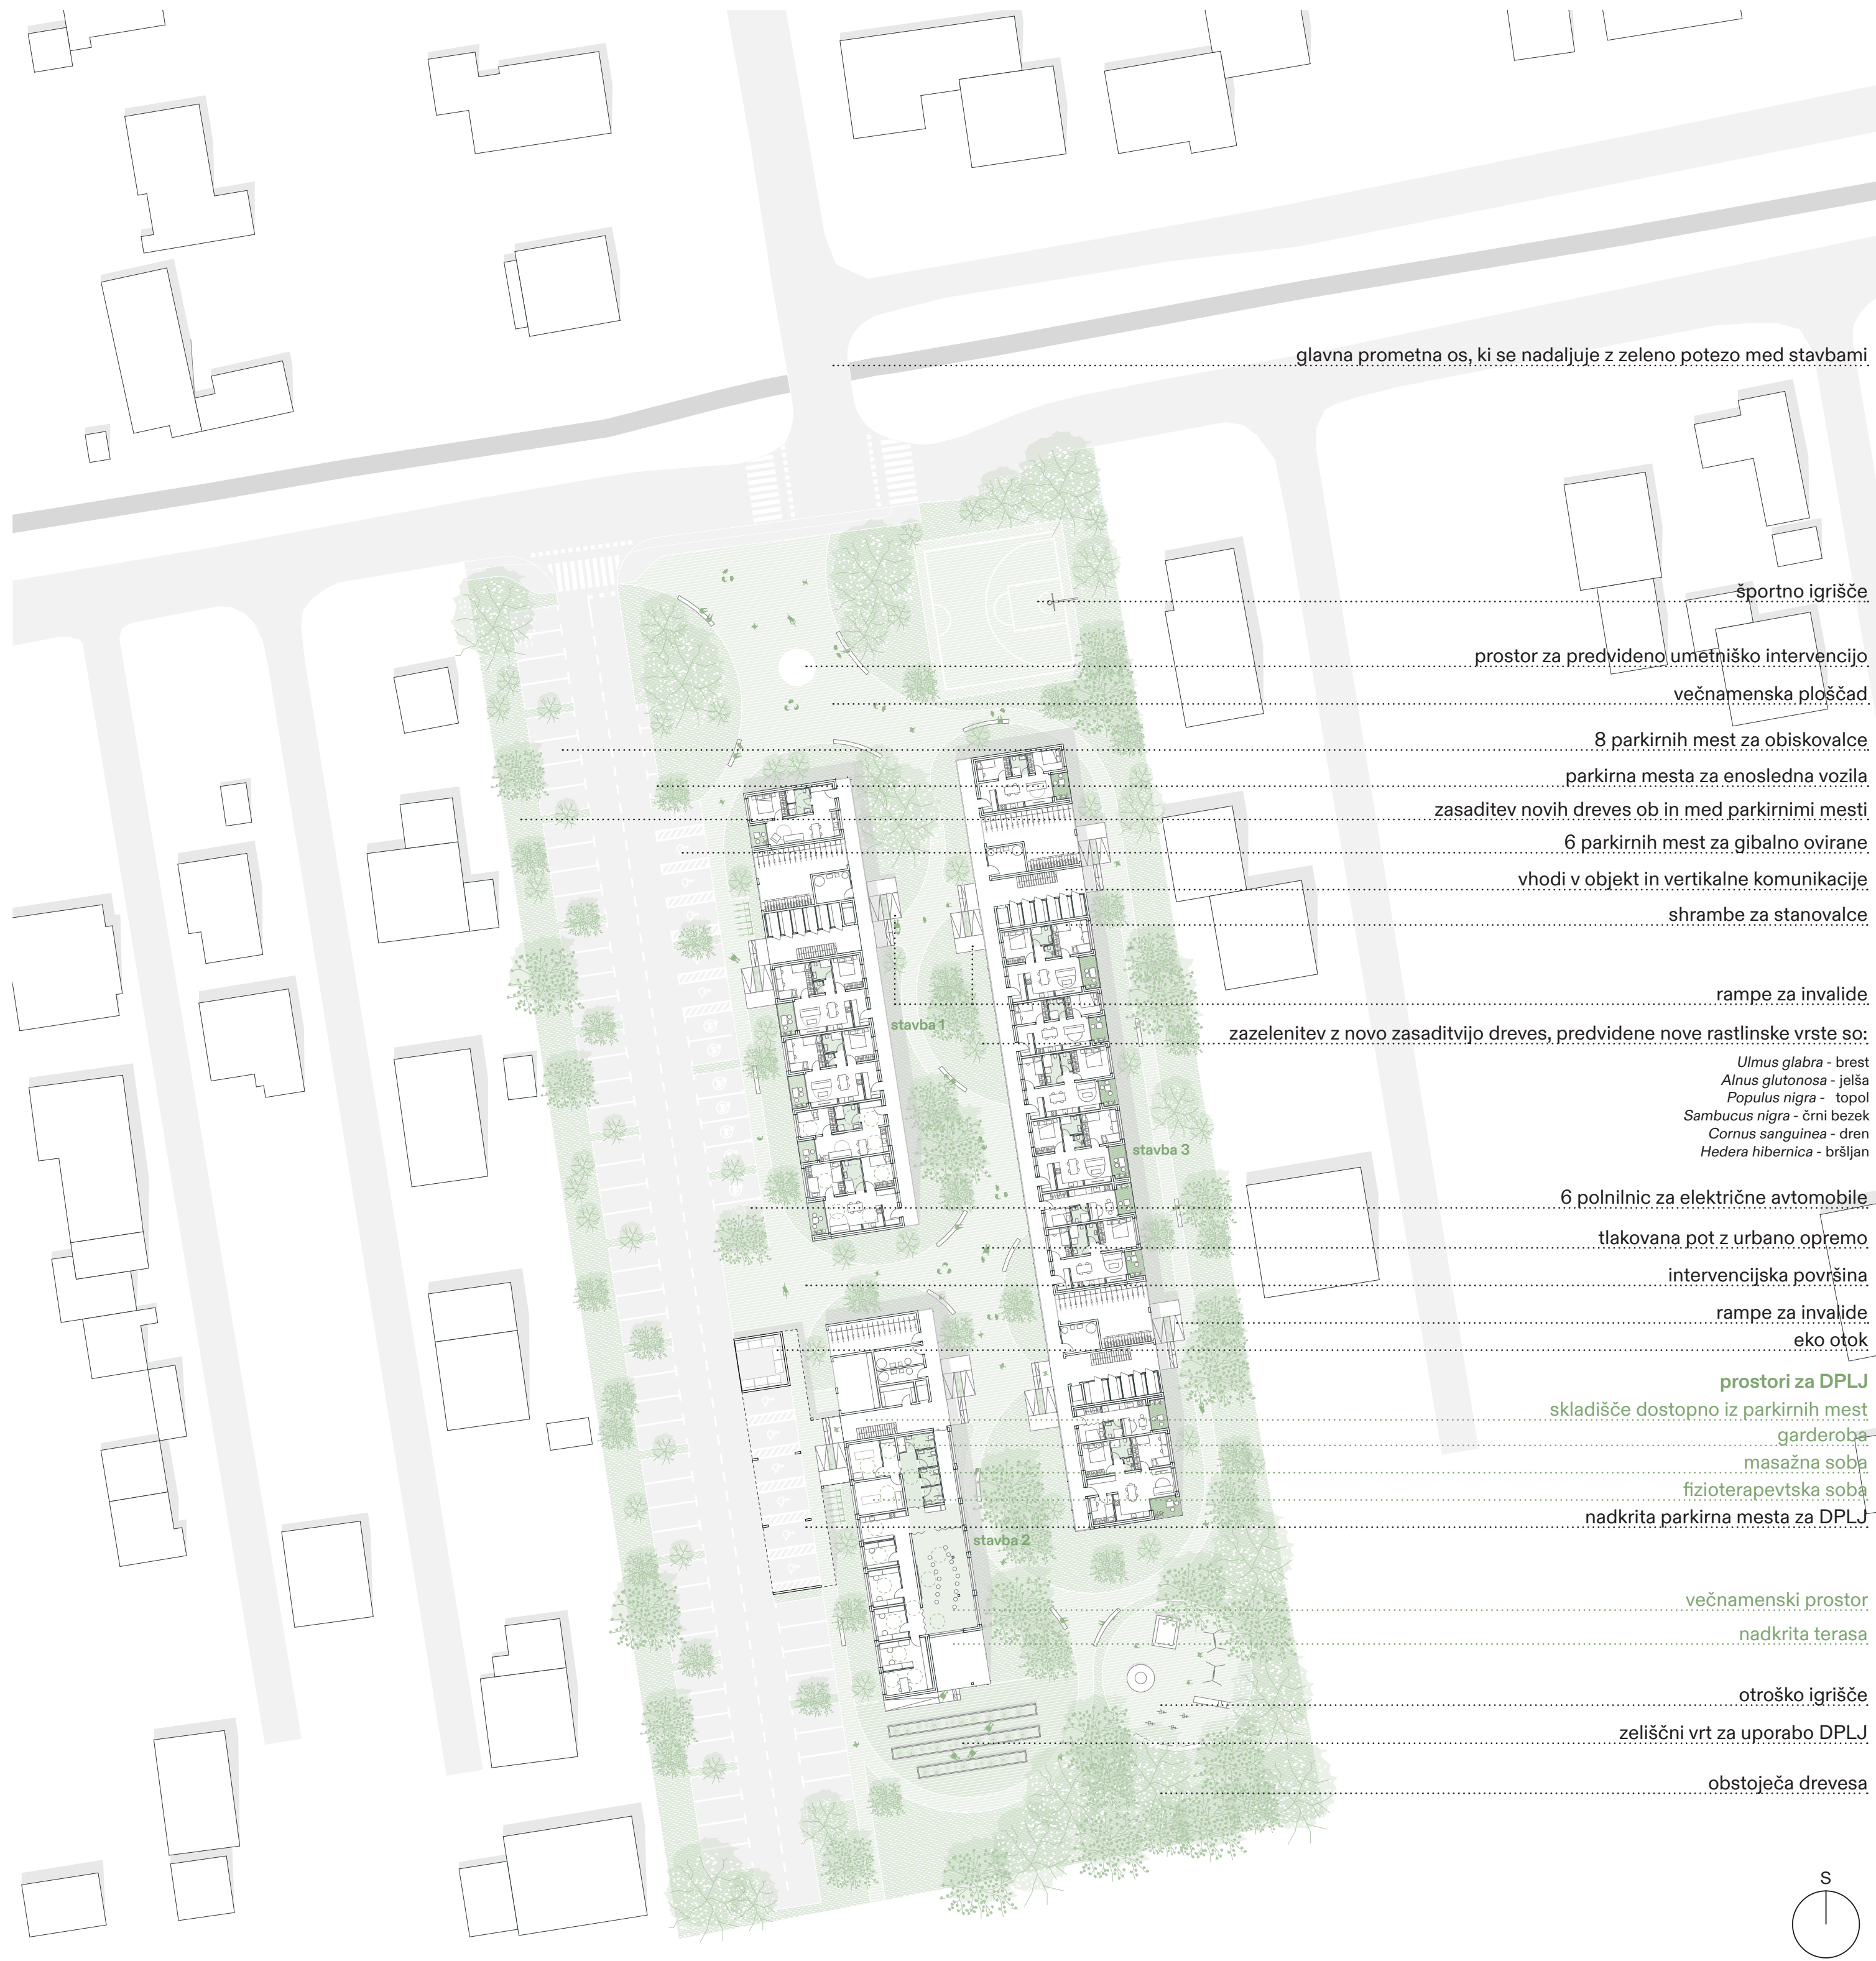 glavna prometna os, ki se nadaljuje z zeleno potezo med stavbami
športno igrišče
prostor za predvideno umetniško intervencijo
večnamenska ploščad
8 parkirnih mest za obiskovalce
parkirna mesta za enosledna vozila
zasaditev novih dreves ob in med parkirnimi mesti
6 parkirnih mest za gibalno ovirane
vhodi v objekt in vertikalne komunikacije
shrambe za stanovalce
rampe za invalide
stavba 1
zazelenitev z novo zasaditvijo dreves, predvidene nove rastlinske vrste so:
Ulmus glabra - brest
Alnus glutonosa - jelša
Populus nigra - topol
Sambucus nigra - črni bezek
Cornus sanguinea - dren
Hedera hibernica - bršljan
stavba 3
6 polnilnic za električne avtomobile
tlakovana pot z urbano opremo
intervencijska površina
rampe za invalide
eko otok
prostori za DPLJ
skladišče dostopno iz parkirnih mest
garderoba
masažna soba
fizioterapevtska soba
nadkrita parkirna mesta za DPLJ
stavba 2
večnamenski prostor
nadkrita terasa
otroško igrišče
zeliščni vrt za uporabo DPLJ
obstoječa drevesa
S